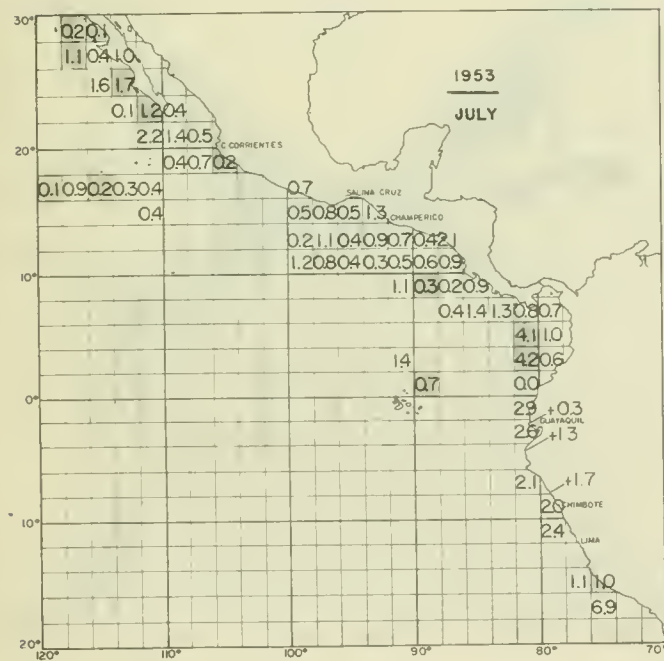 30°
0.2 0.1
1.1 0.4 1.0
1.6 1.7
1953
JULY
0.1 1.2 0.4
2.2 1.4 0.5
20°
C. CORRIENTES
0.4 0.7 0.2
0.1 0.9 0.2 0.3 0.4 0.7
SALINA CRUZ
0.4 0.5 0.8 0.5 1.3
CHAMPERICO
0.2 1.1 0.4 0.9 0.7 0.4 2.1
10°
1.2 0.8 0.4 0.3 0.5 0.6 0.9
1.1 0.3 0.2 0.9
0.4 1.4 1.3 0.8 0.7
4.1 1.0
1.4 4.2 0.6
0.7 0.0
0°
2.9 +0.3
GUAYAQUIL
2.6 +1.3
2.1 +1.7
2.0 CHIMBOTE
10°
2.4
LIMA
1.1 1.0
6.9
20°
120° 110° 100° 90° 80° 70°